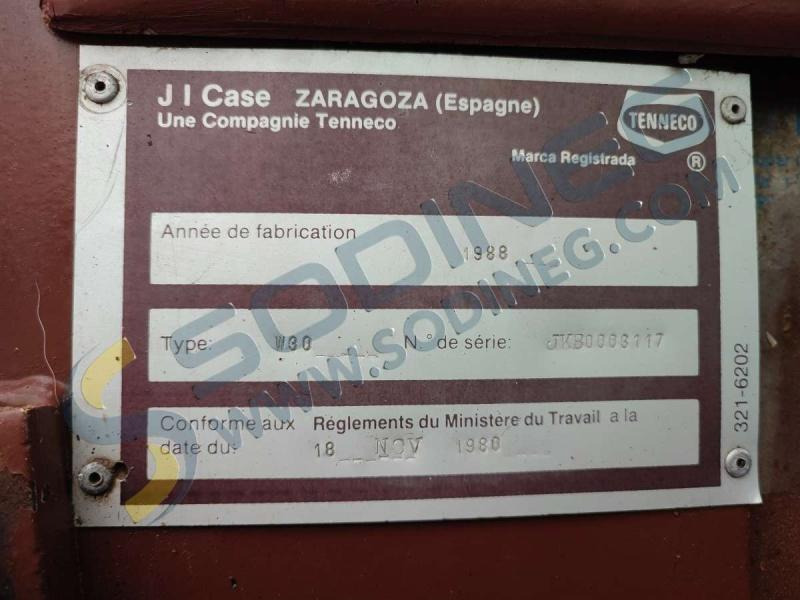 J I Case ZARAGOZA (Espagne)
Une Compagnie Tenneco
TENNECO
Marca Registrada ®
Année de fabrication 1988
Type: W30 N.º de série: JKB0003117
Conforme aux Réglements du Ministère du Travail a la
date du: 18 NOV 1980
321-6202
SODINEG
WWW.SODINEG.COM